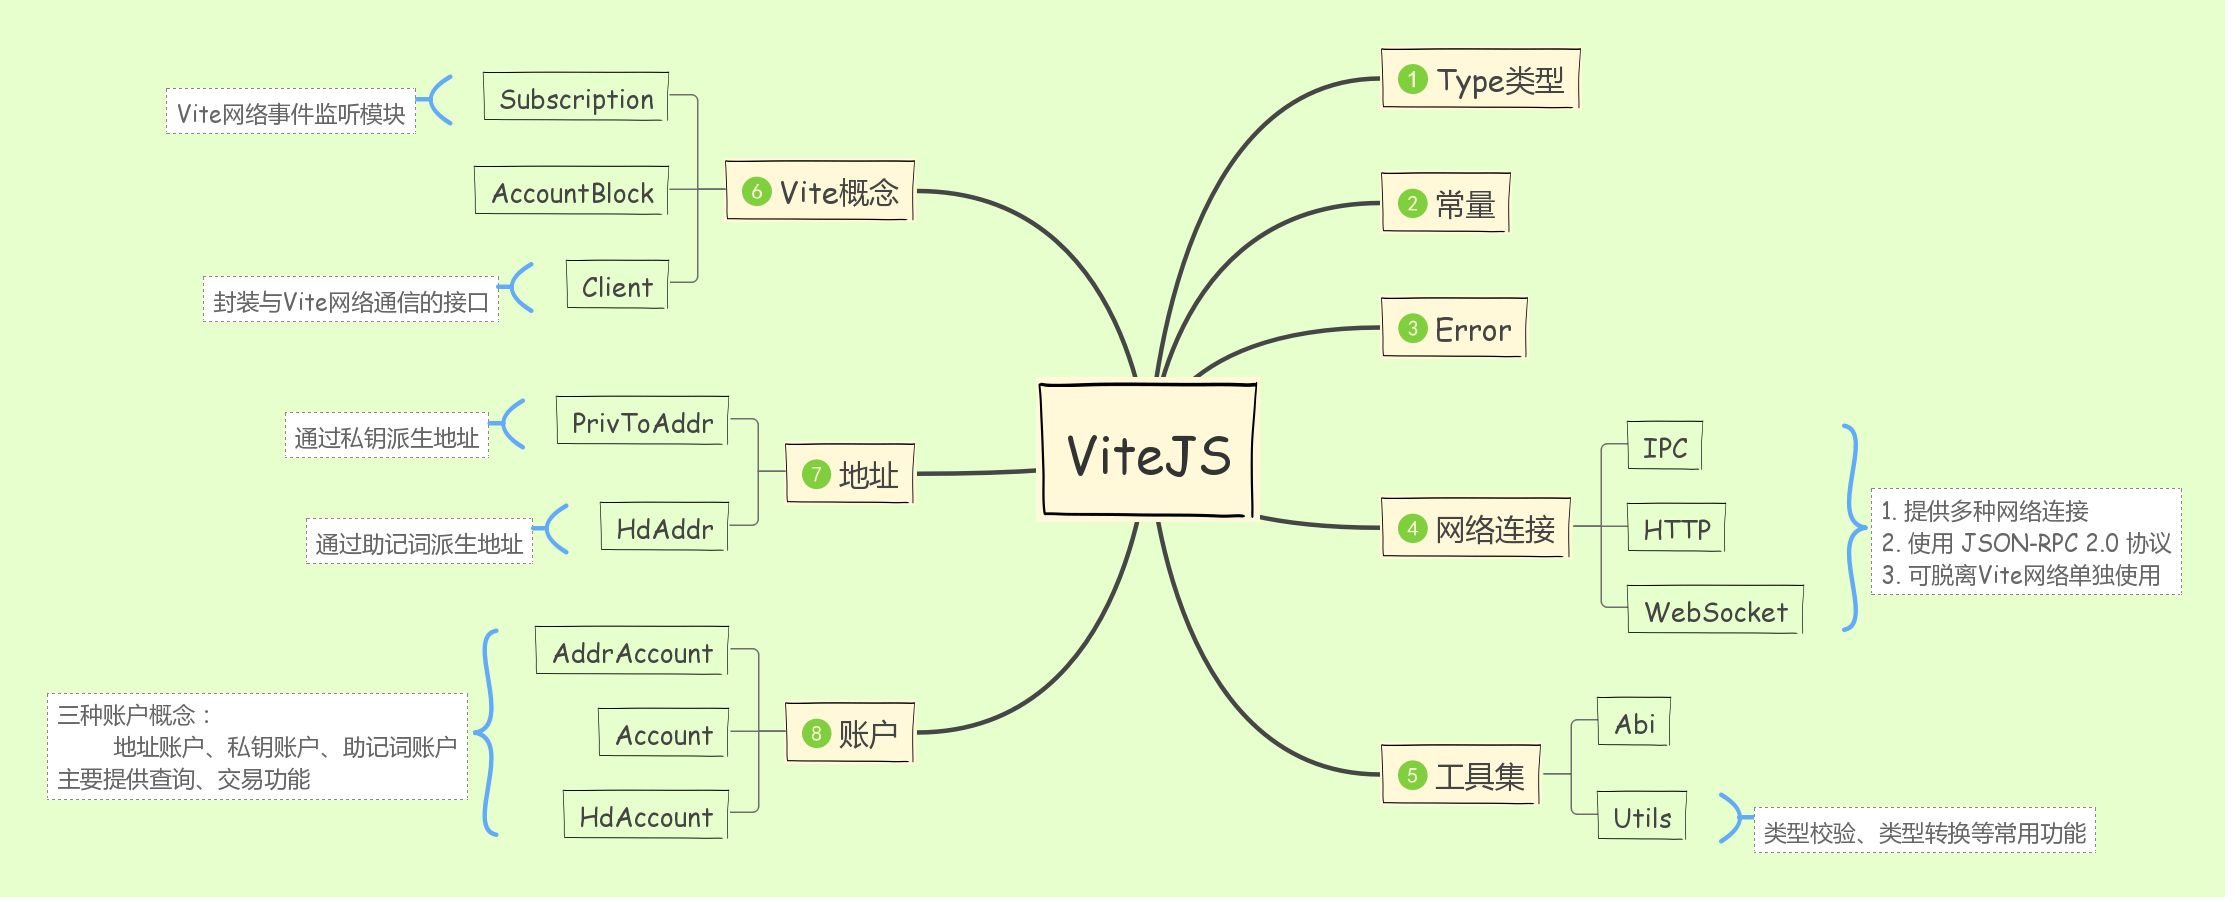 ViteJS
1 Type类型
2 常量
3 Error
4 网络连接
IPC
HTTP
WebSocket
1. 提供多种网络连接
2. 使用 JSON-RPC 2.0 协议
3. 可脱离Vite网络单独使用
5 工具集
Abi
Utils
类型校验、类型转换等常用功能
6 Vite概念
Subscription
Vite网络事件监听模块
AccountBlock
Client
封装与Vite网络通信的接口
7 地址
PrivToAddr
通过私钥派生地址
HdAddr
通过助记词派生地址
8 账户
AddrAccount
Account
HdAccount
三种账户概念：
地址账户、私钥账户、助记词账户
主要提供查询、交易功能